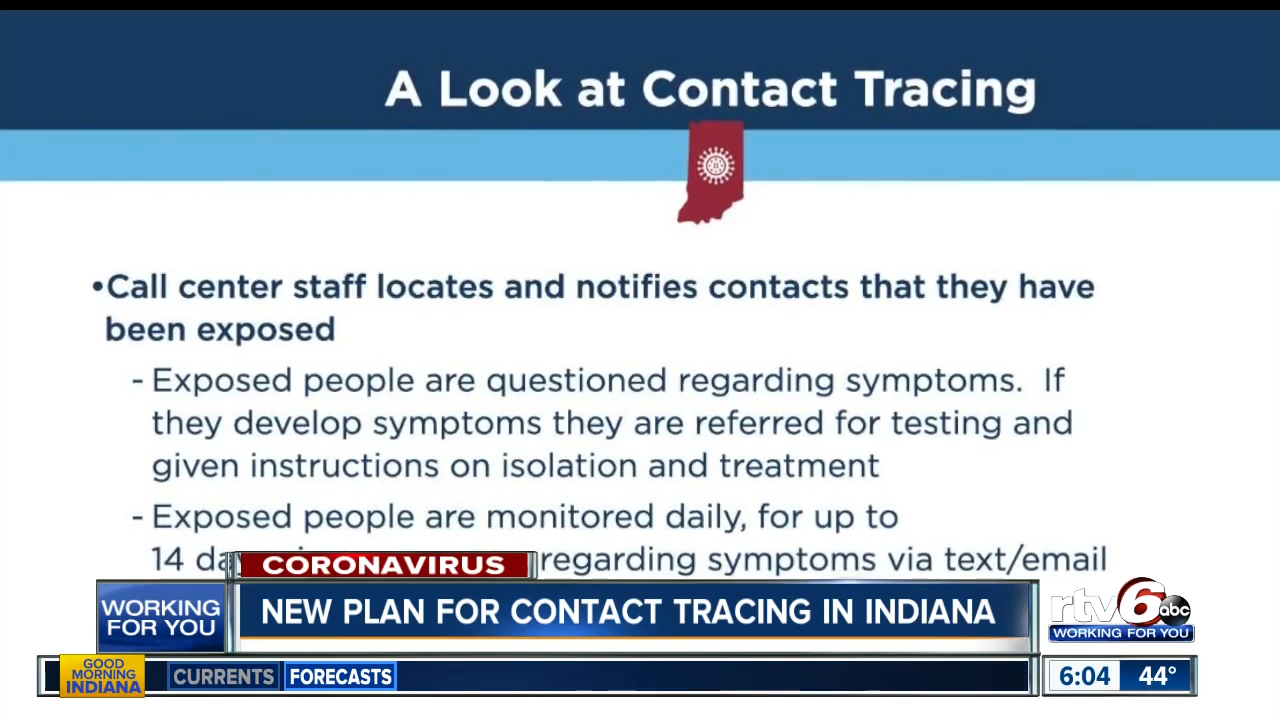 A Look at Contact Tracing
•Call center staff locates and notifies contacts that they have
been exposed
- Exposed people are questioned regarding symptoms. If
they develop symptoms they are referred for testing and
given instructions on isolation and treatment
- Exposed people are monitored daily, for up to
14 regarding symptoms via text/email
CORONAVIRUS
WORKING
FOR YOU
NEW PLAN FOR CONTACT TRACING IN INDIANA
rtv6 abc
WORKING FOR YOU
GOOD
MORNING
INDIANA
CURRENTS
FORECASTS
6:04
44°